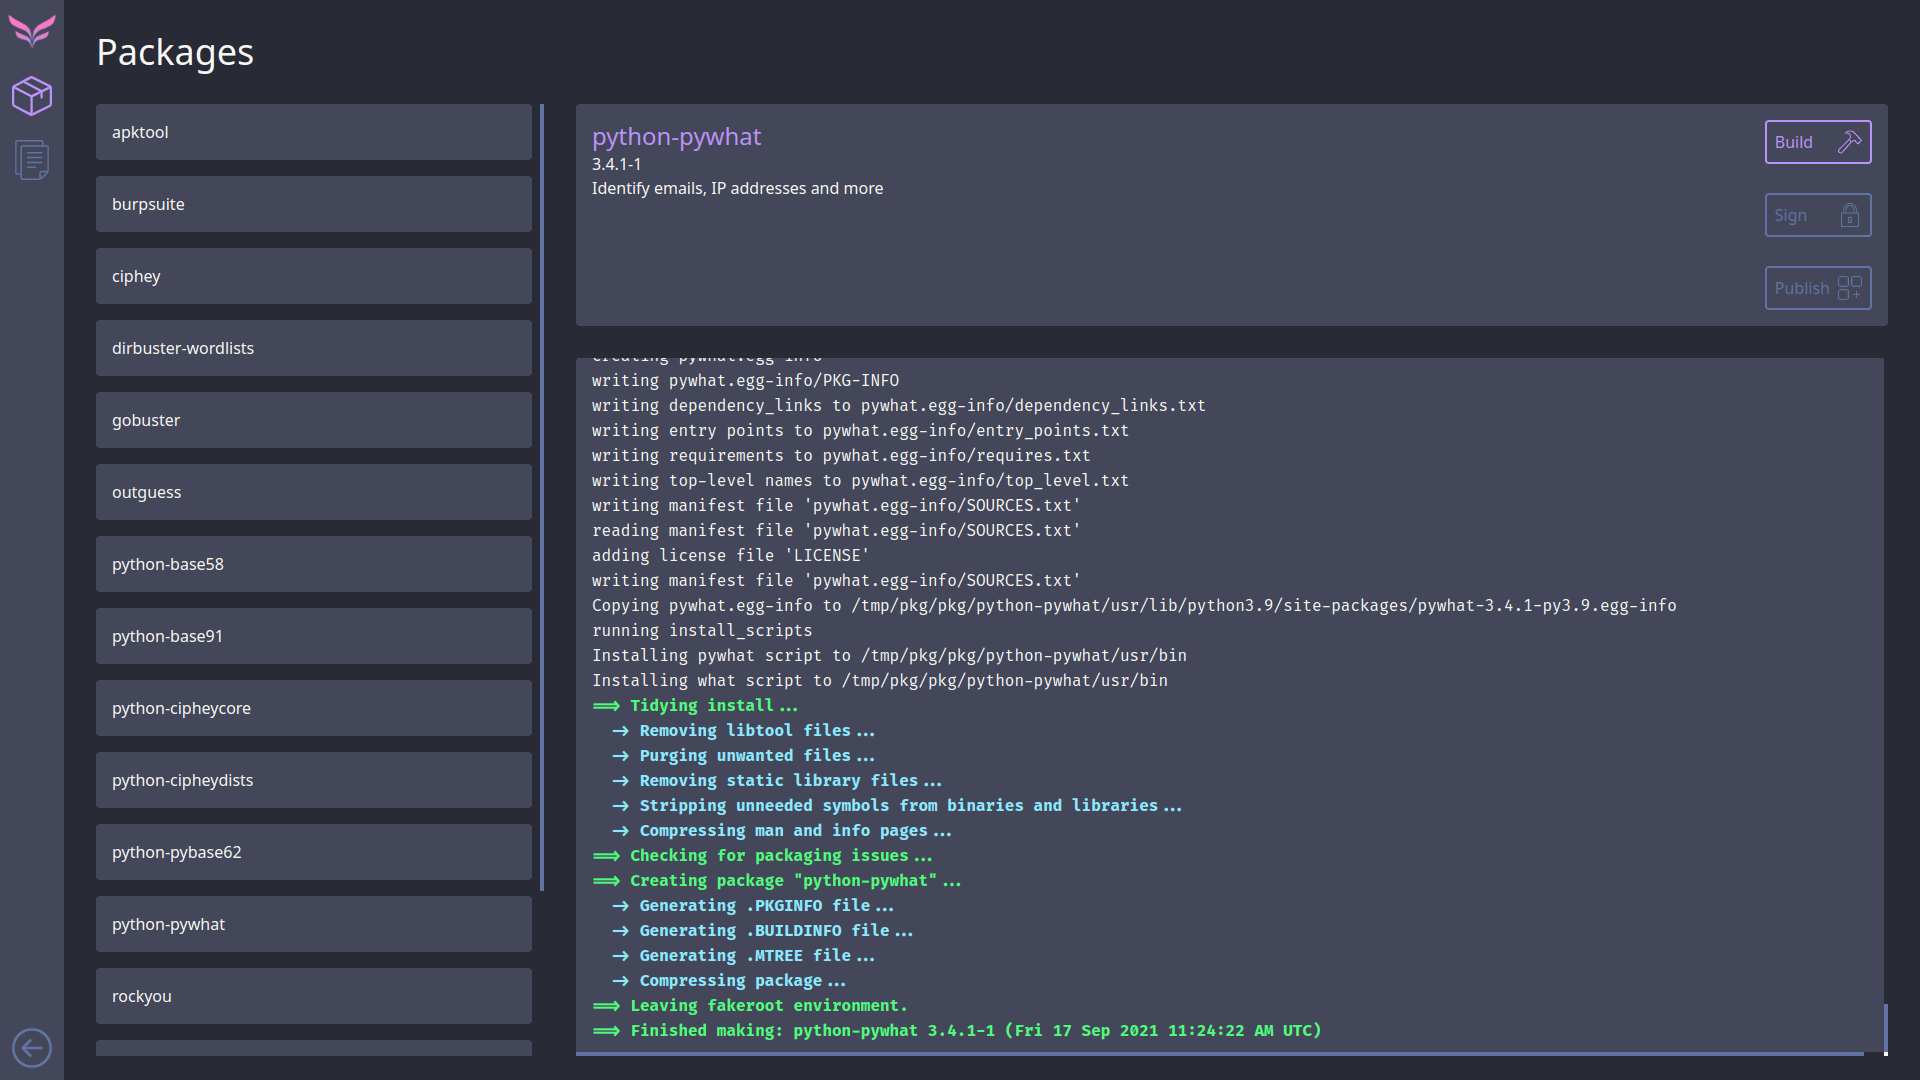 Packages
apktool
burpsuite
ciphey
dirbuster-wordlists
gobuster
outguess
python-base58
python-base91
python-cipheycore
python-cipheydists
python-pybase62
python-pywhat
rockyou
python-pywhat
3.4.1-1
Identify emails, IP addresses and more
Build
Sign
Publish
creating pywhat.egg-info
writing pywhat.egg-info/PKG-INFO
writing dependency_links to pywhat.egg-info/dependency_links.txt
writing entry points to pywhat.egg-info/entry_points.txt
writing requirements to pywhat.egg-info/requires.txt
writing top-level names to pywhat.egg-info/top_level.txt
writing manifest file 'pywhat.egg-info/SOURCES.txt'
reading manifest file 'pywhat.egg-info/SOURCES.txt'
adding license file 'LICENSE'
writing manifest file 'pywhat.egg-info/SOURCES.txt'
Copying pywhat.egg-info to /tmp/pkg/pkg/python-pywhat/usr/lib/python3.9/site-packages/pywhat-3.4.1-py3.9.egg-info
running install_scripts
Installing pywhat script to /tmp/pkg/pkg/python-pywhat/usr/bin
Installing what script to /tmp/pkg/pkg/python-pywhat/usr/bin
==> Tidying install...
-> Removing libtool files...
-> Purging unwanted files...
-> Removing static library files...
-> Stripping unneeded symbols from binaries and libraries...
-> Compressing man and info pages...
==> Checking for packaging issues...
==> Creating package "python-pywhat"...
-> Generating .PKGINFO file...
-> Generating .BUILDINFO file...
-> Generating .MTREE file...
-> Compressing package...
==> Leaving fakeroot environment.
==> Finished making: python-pywhat 3.4.1-1 (Fri 17 Sep 2021 11:24:22 AM UTC)